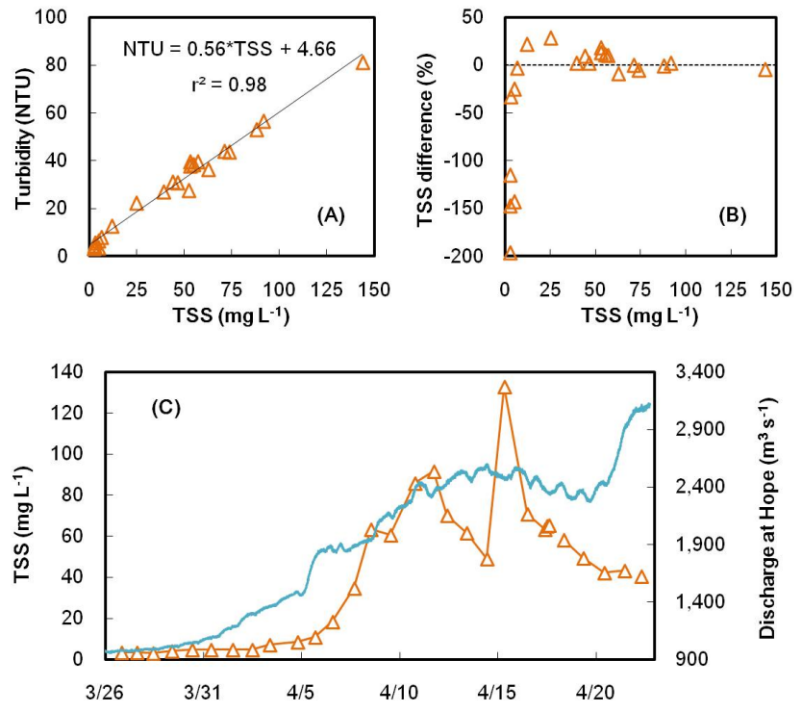 100
80
60
40
20
0
Turbidity (NTU)
NTU = 0.56*TSS + 4.66
r² = 0.98
(A)
0 25 50 75 100 125 150
TSS (mg L⁻¹)
50
0
-50
-100
-150
-200
TSS difference (%)
(B)
0 25 50 75 100 125 150
TSS (mg L⁻¹)
140
120
100
80
60
40
20
0
TSS (mg L⁻¹)
(C)
3,400
2,900
2,400
1,900
1,400
900
Discharge at Hope (m³ s⁻¹)
3/26 3/31 4/5 4/10 4/15 4/20